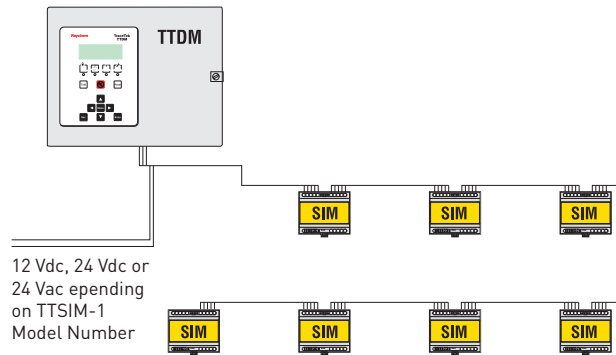 Raychem TraceTek
TTDM
TTDM
SIM SIM SIM
12 Vdc, 24 Vdc or
24 Vac epending
on TTSIM-1
Model Number
SIM SIM SIM SIM